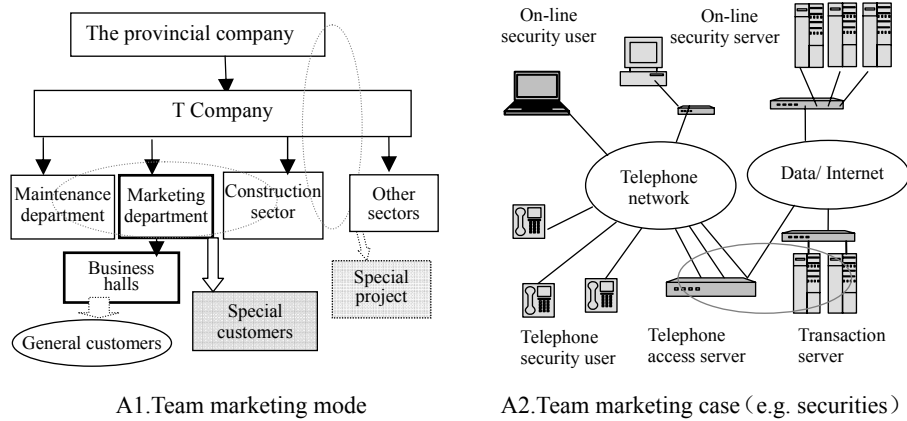 The provincial company
T Company
Maintenance
department
Marketing
department
Construction
sector
Other
sectors
Business
halls
Special
customers
Special
project
General customers
A1.Team marketing mode
On-line
security user
On-line
security server
Telephone
network
Data/ Internet
Telephone
security user
Telephone
access server
Transaction
server
A2.Team marketing case（e.g. securities）